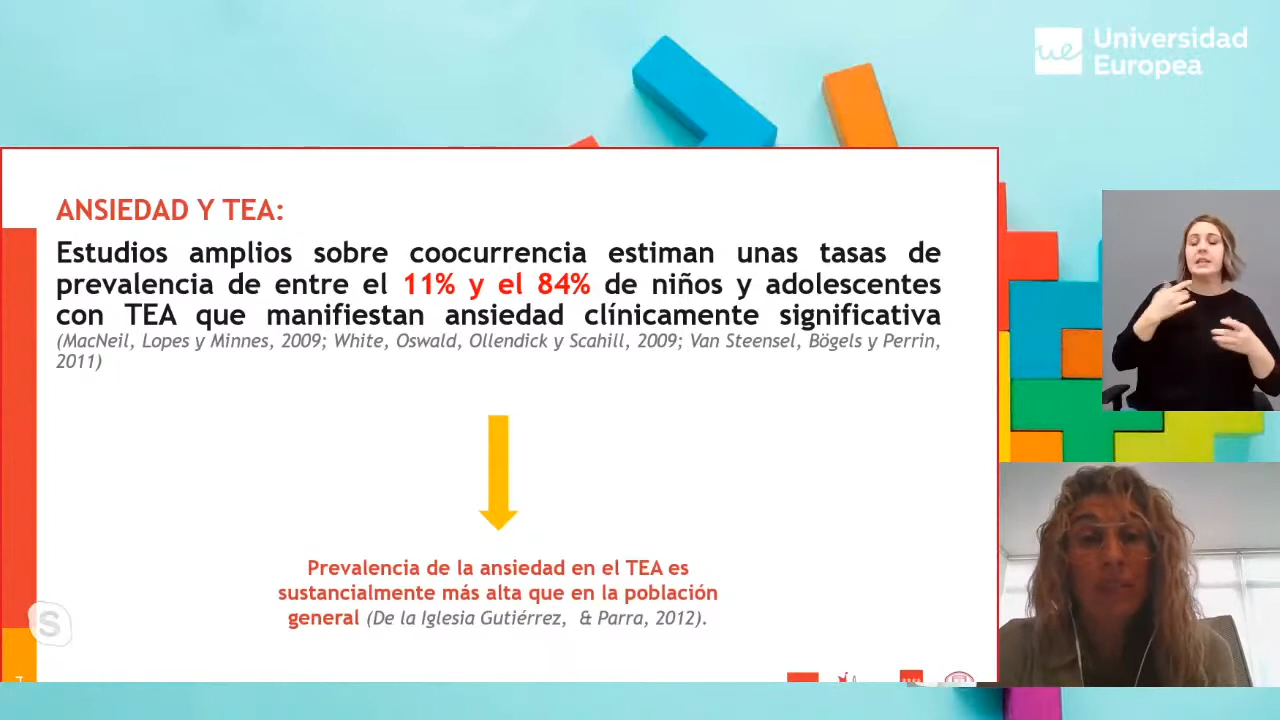 ue Universidad
Europea
ANSIEDAD Y TEA:
Estudios amplios sobre coocurrencia estiman unas tasas de
prevalencia de entre el 11% y el 84% de niños y adolescentes
con TEA que manifiestan ansiedad clínicamente significativa
(MacNeil, Lopes y Minnes, 2009; White, Oswald, Ollendick y Scahill, 2009; Van Steensel, Bögels y Perrin,
2011)
Prevalencia de la ansiedad en el TEA es
sustancialmente más alta que en la población
general (De la Iglesia Gutiérrez, & Parra, 2012).
S